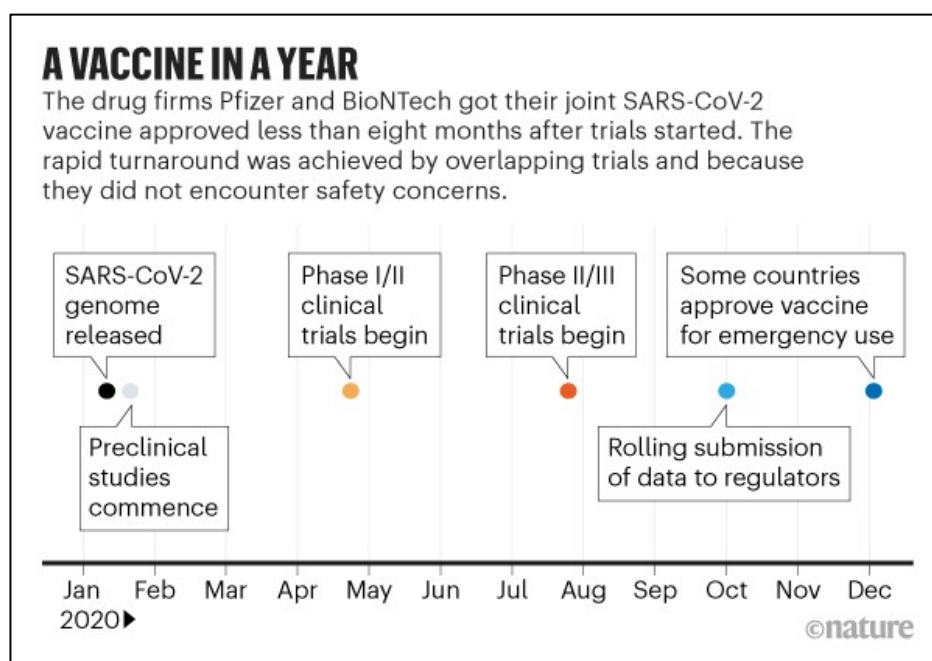 A VACCINE IN A YEAR
The drug firms Pfizer and BioNTech got their joint SARS-CoV-2
vaccine approved less than eight months after trials started. The
rapid turnaround was achieved by overlapping trials and because
they did not encounter safety concerns.
SARS-CoV-2
genome
released
Phase I/II
clinical
trials begin
Phase II/III
clinical
trials begin
Some countries
approve vaccine
for emergency use
Preclinical
studies
commence
Rolling submission
of data to regulators
Jan Feb Mar Apr May Jun Jul Aug Sep Oct Nov Dec
2020▶
©nature